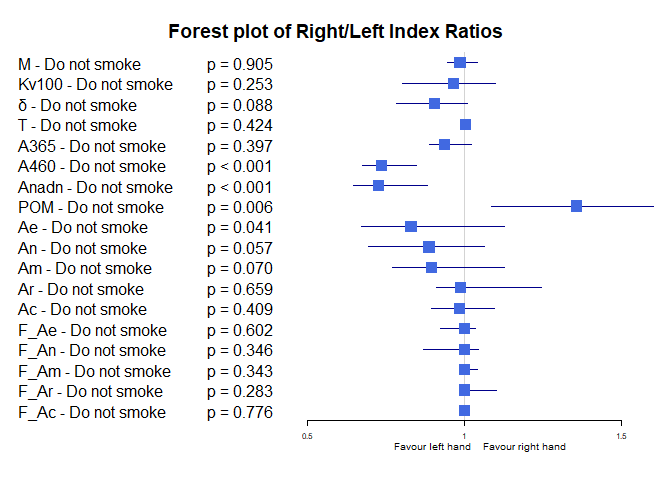 Forest plot of Right/Left Index Ratios
M - Do not smoke p = 0.905
Kv100 - Do not smoke p = 0.253
δ - Do not smoke p = 0.088
T - Do not smoke p = 0.424
A365 - Do not smoke p = 0.397
A460 - Do not smoke p < 0.001
Anadn - Do not smoke p < 0.001
POM - Do not smoke p = 0.006
Ae - Do not smoke p = 0.041
An - Do not smoke p = 0.057
Am - Do not smoke p = 0.070
Ar - Do not smoke p = 0.659
Ac - Do not smoke p = 0.409
F_Ae - Do not smoke p = 0.602
F_An - Do not smoke p = 0.346
F_Am - Do not smoke p = 0.343
F_Ar - Do not smoke p = 0.283
F_Ac - Do not smoke p = 0.776
0.5 1 1.5
Favour left hand Favour right hand